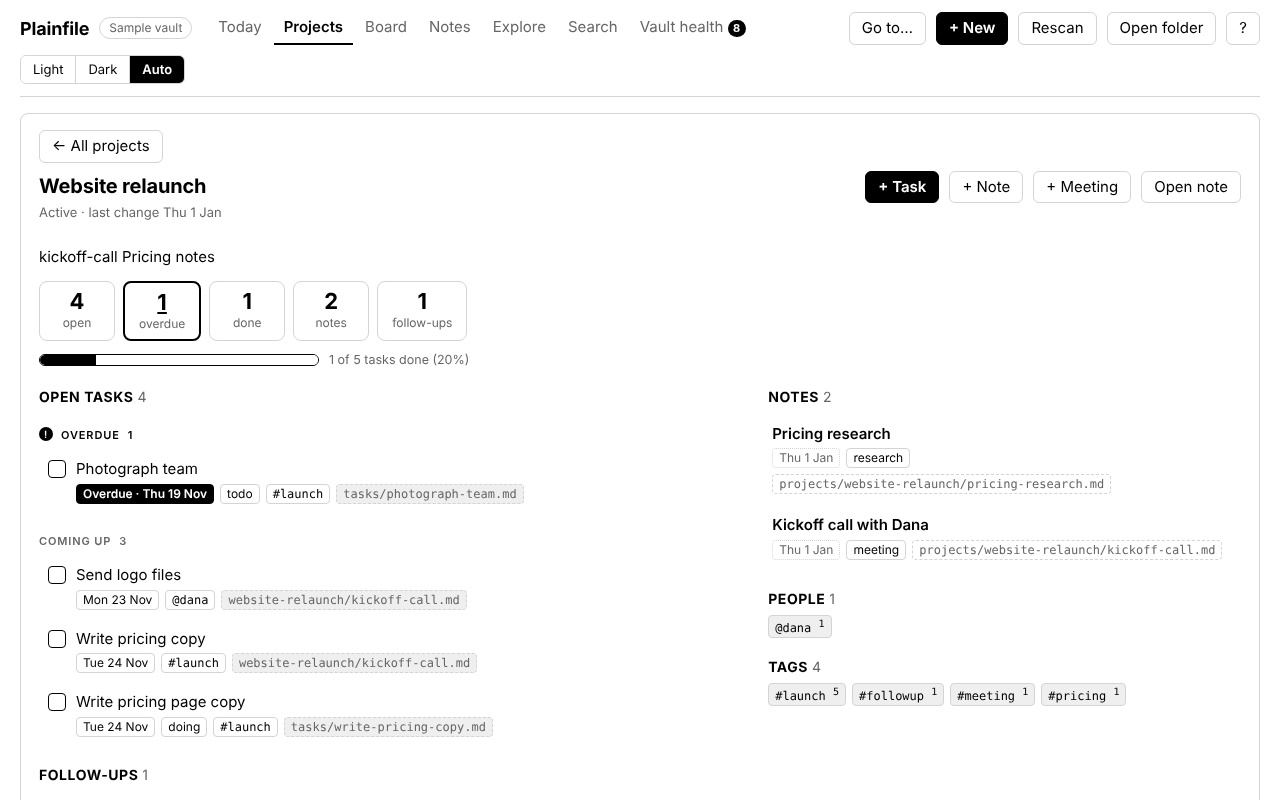 Plainfile Sample vault Today Projects Board Notes Explore Search Vault health 8 Go to... + New Rescan Open folder ?
Light Dark Auto
← All projects
Website relaunch + Task + Note + Meeting Open note
Active · last change Thu 1 Jan
kickoff-call Pricing notes
4 1 1 2 1
open overdue done notes follow-ups
1 of 5 tasks done (20%)
OPEN TASKS 4
! OVERDUE 1
Photograph team
Overdue · Thu 19 Nov todo #launch tasks/photograph-team.md
COMING UP 3
Send logo files
Mon 23 Nov @dana website-relaunch/kickoff-call.md
Write pricing copy
Tue 24 Nov #launch website-relaunch/kickoff-call.md
Write pricing page copy
Tue 24 Nov doing #launch tasks/write-pricing-copy.md
FOLLOW-UPS 1
NOTES 2
Pricing research
Thu 1 Jan research
projects/website-relaunch/pricing-research.md
Kickoff call with Dana
Thu 1 Jan meeting projects/website-relaunch/kickoff-call.md
PEOPLE 1
@dana 1
TAGS 4
#launch 5 #followup 1 #meeting 1 #pricing 1